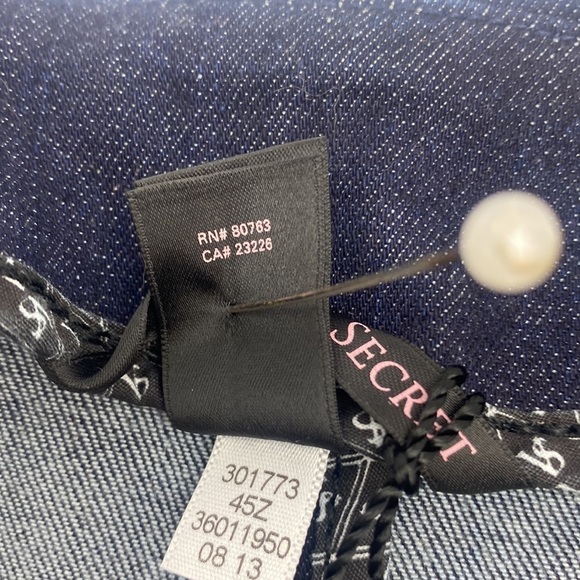 RN# 80763
CA# 23226
SECRET
301773
45Z
36011950
08 13